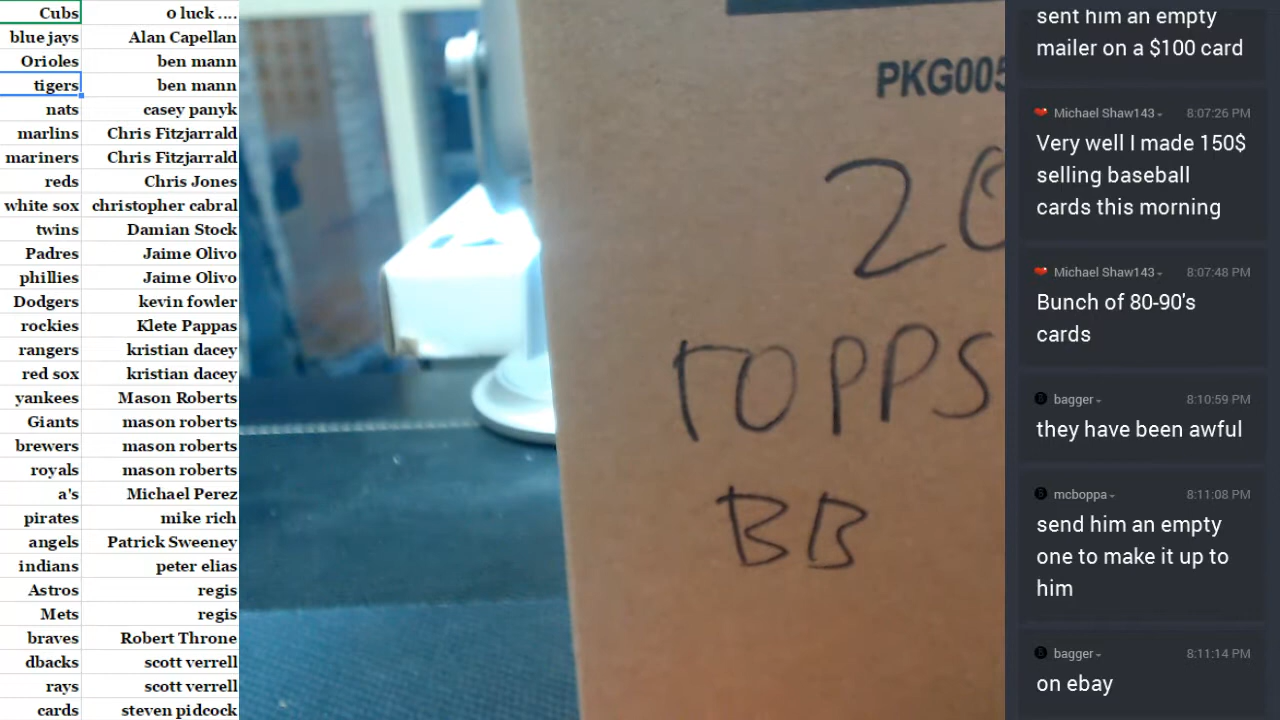 Cubs o luck ....
blue jays Alan Capellan
Orioles ben mann
tigers ben mann
nats casey panyk
marlins Chris Fitzjarrald
mariners Chris Fitzjarrald
reds Chris Jones
white sox christopher cabral
twins Damian Stock
Padres Jaime Olivo
phillies Jaime Olivo
Dodgers kevin fowler
rockies Klete Pappas
rangers kristian dacey
red sox kristian dacey
yankees Mason Roberts
Giants mason roberts
brewers mason roberts
royals mason roberts
a's Michael Perez
pirates mike rich
angels Patrick Sweeney
indians peter elias
Astros regis
Mets regis
braves Robert Throne
dbacks scott verrell
rays scott verrell
cards steven pidcock
PKG005
20
TOPPS
BB
sent him an empty
mailer on a $100 card
Michael Shaw143 8:07:26 PM
Very well I made 150$
selling baseball
cards this morning
Michael Shaw143 8:07:48 PM
Bunch of 80-90's
cards
bagger 8:10:59 PM
they have been awful
mcboppa 8:11:08 PM
send him an empty
one to make it up to
him
bagger 8:11:14 PM
on ebay